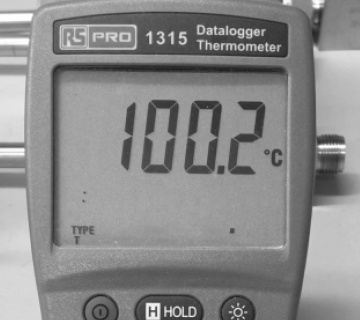 RS PRO 1315 Datalogger
Thermometer
100.2 °C
TYPE
T
H HOLD